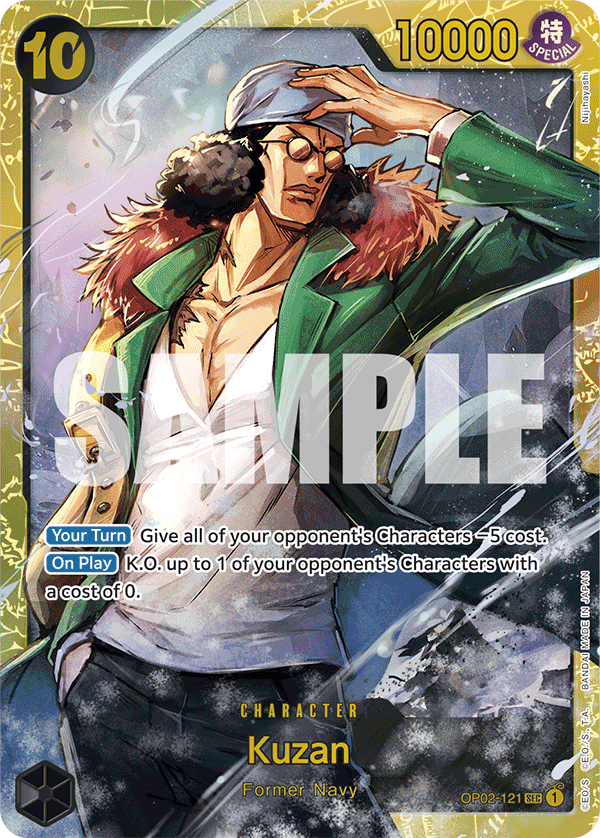 10
10000
特
SPECIAL
Nijihayashi
SAMPLE
Your Turn Give all of your opponent's Characters −5 cost.
On Play K.O. up to 1 of your opponent's Characters with
a cost of 0.
CHARACTER
Kuzan
Former Navy
OP02-121 SEC 1
©E.O./S ©E.O./S., T.A. BANDAI MADE IN JAPAN